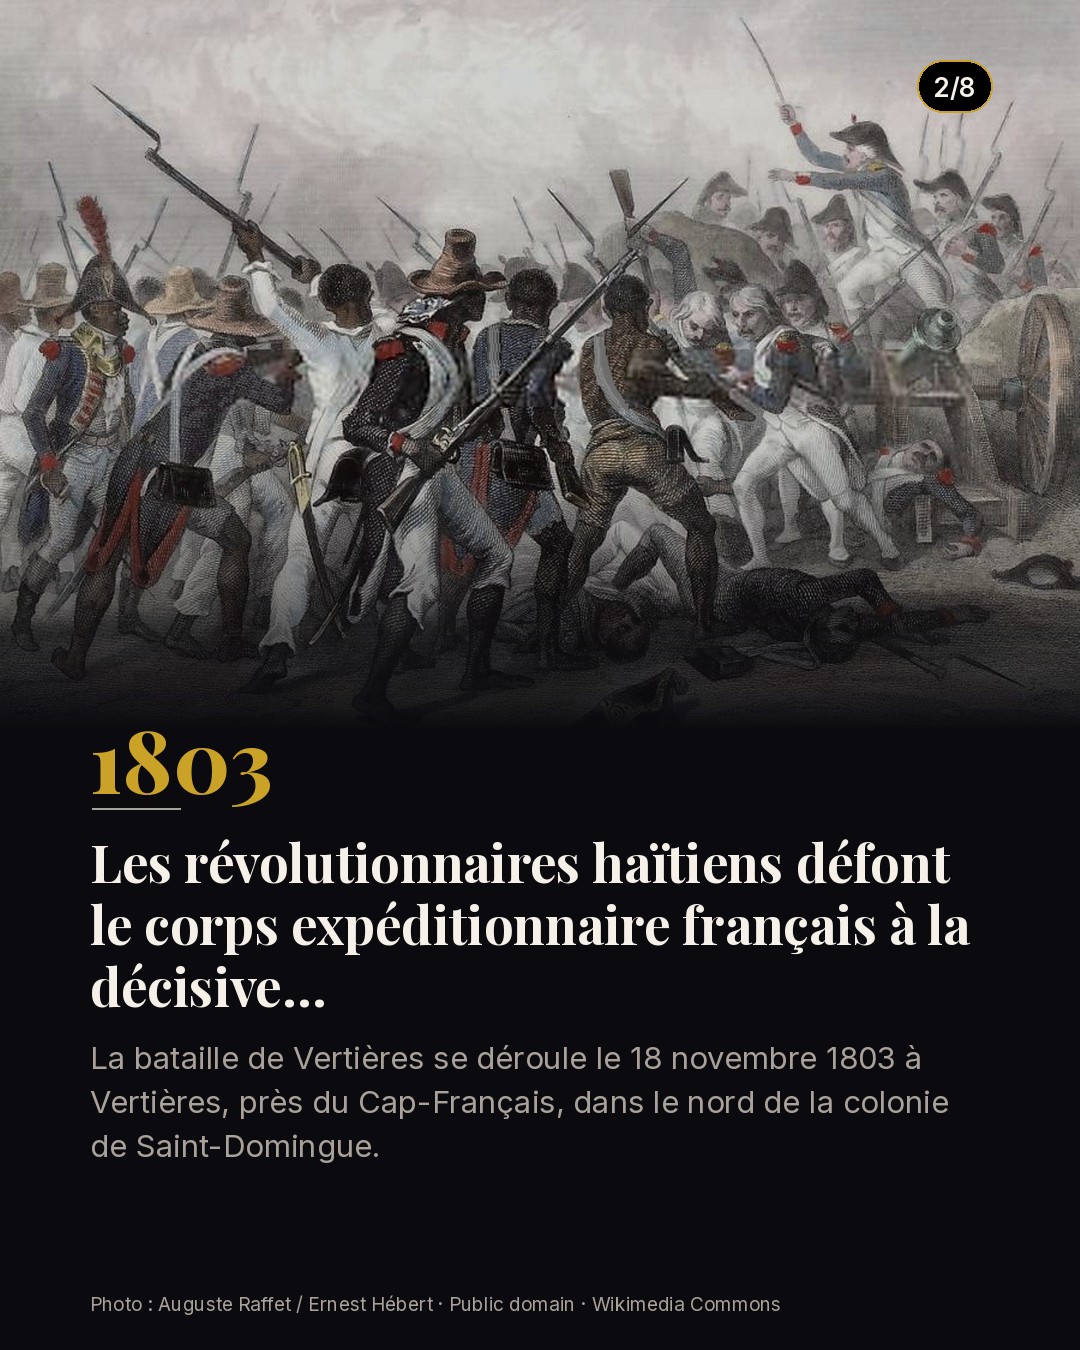 2/8
1803
Les révolutionnaires haïtiens défont
le corps expéditionnaire français à la
décisive...
La bataille de Vertières se déroule le 18 novembre 1803 à
Vertières, près du Cap-Français, dans le nord de la colonie
de Saint-Domingue.
Photo : Auguste Raffet / Ernest Hébert · Public domain · Wikimedia Commons